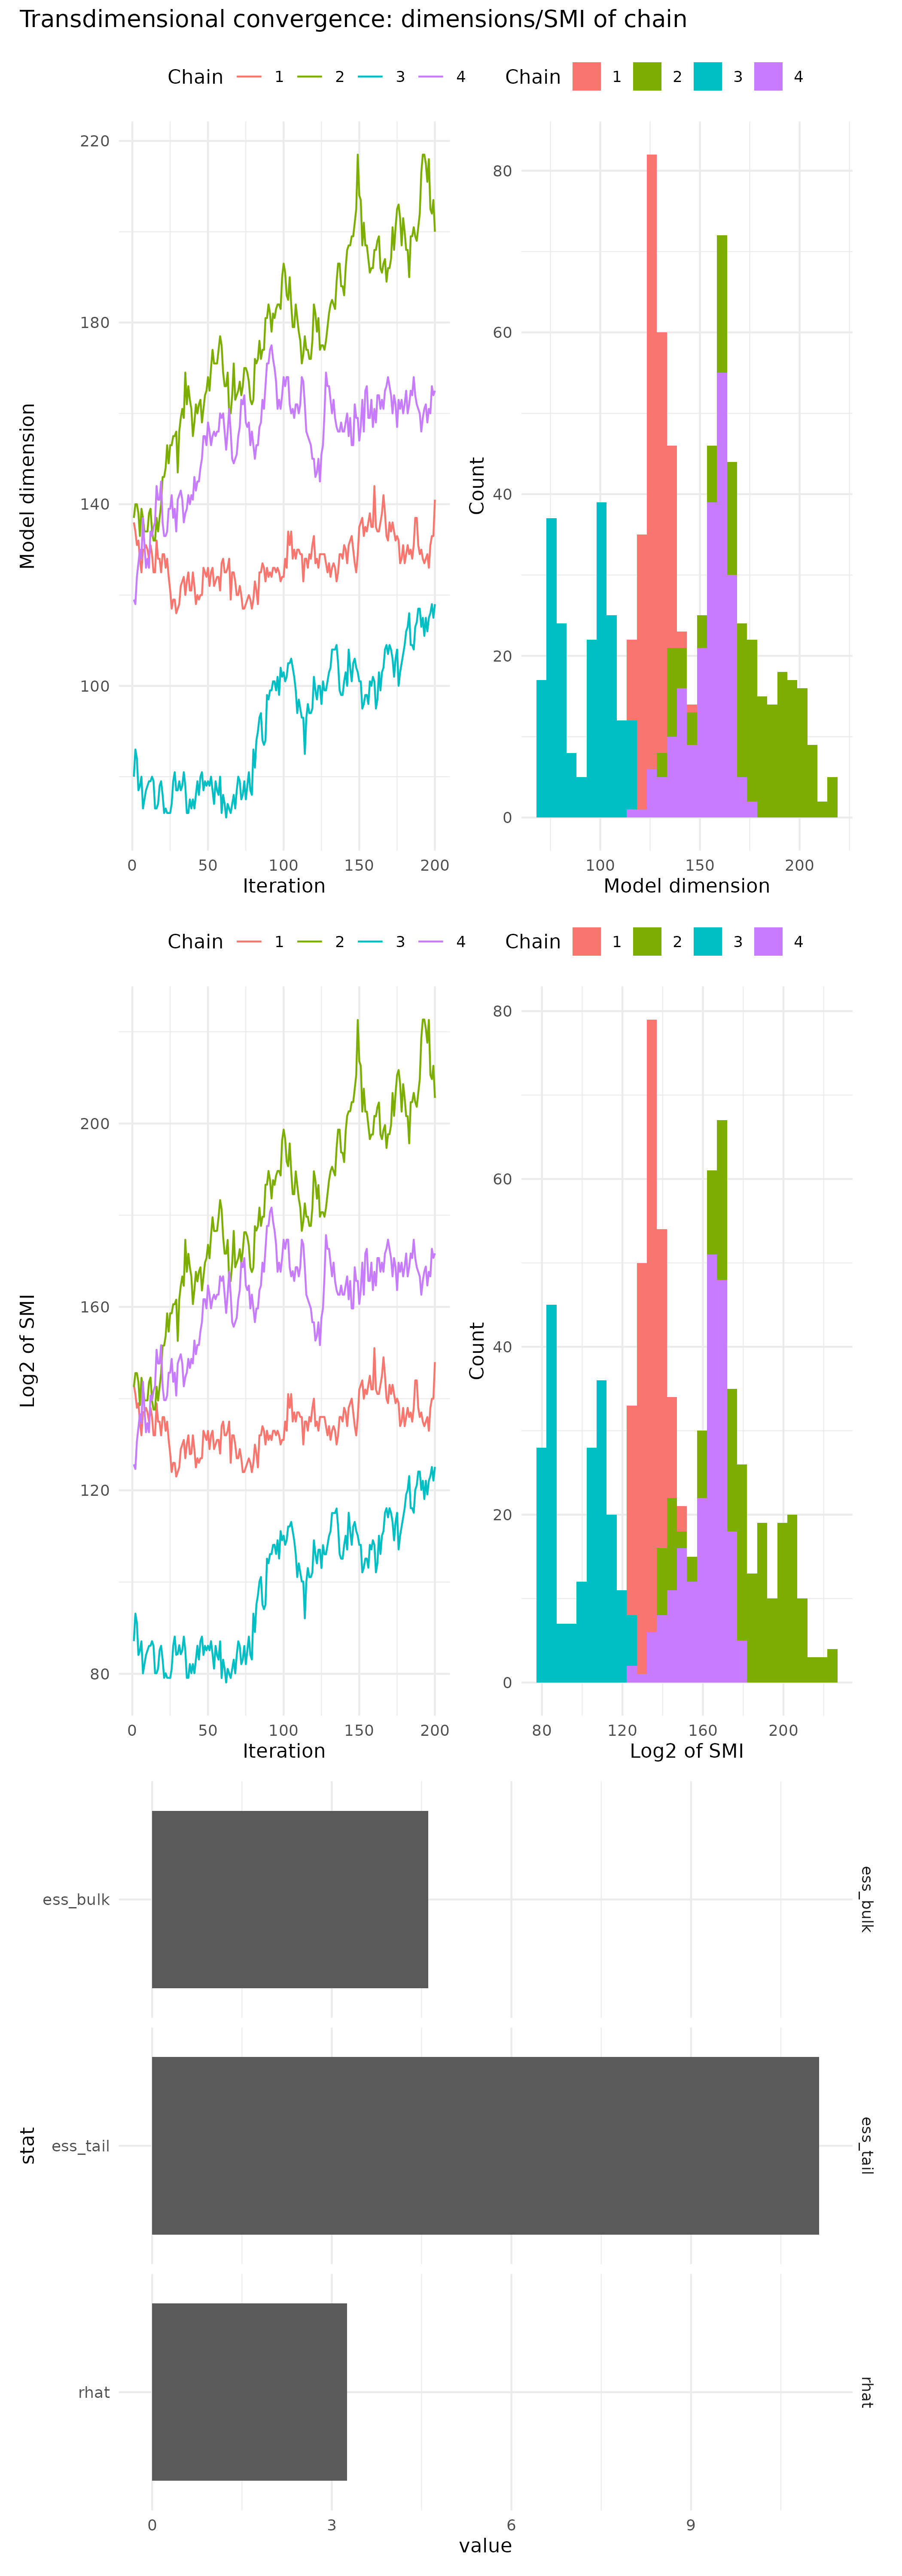 Transdimensional convergence: dimensions/SMI of chain
Chain 1 2 3 4
Chain 1 2 3 4
220
180
140
100
Model dimension
0 50 100 150 200
Iteration
80
60
40
20
0
Count
100 150 200
Model dimension
Chain 1 2 3 4
Chain 1 2 3 4
200
160
120
80
Log2 of SMI
0 50 100 150 200
Iteration
80
60
40
20
0
Count
80 120 160 200
Log2 of SMI
ess_bulk
ess_bulk
stat
ess_tail
ess_tail
rhat
rhat
0 3 6 9
value